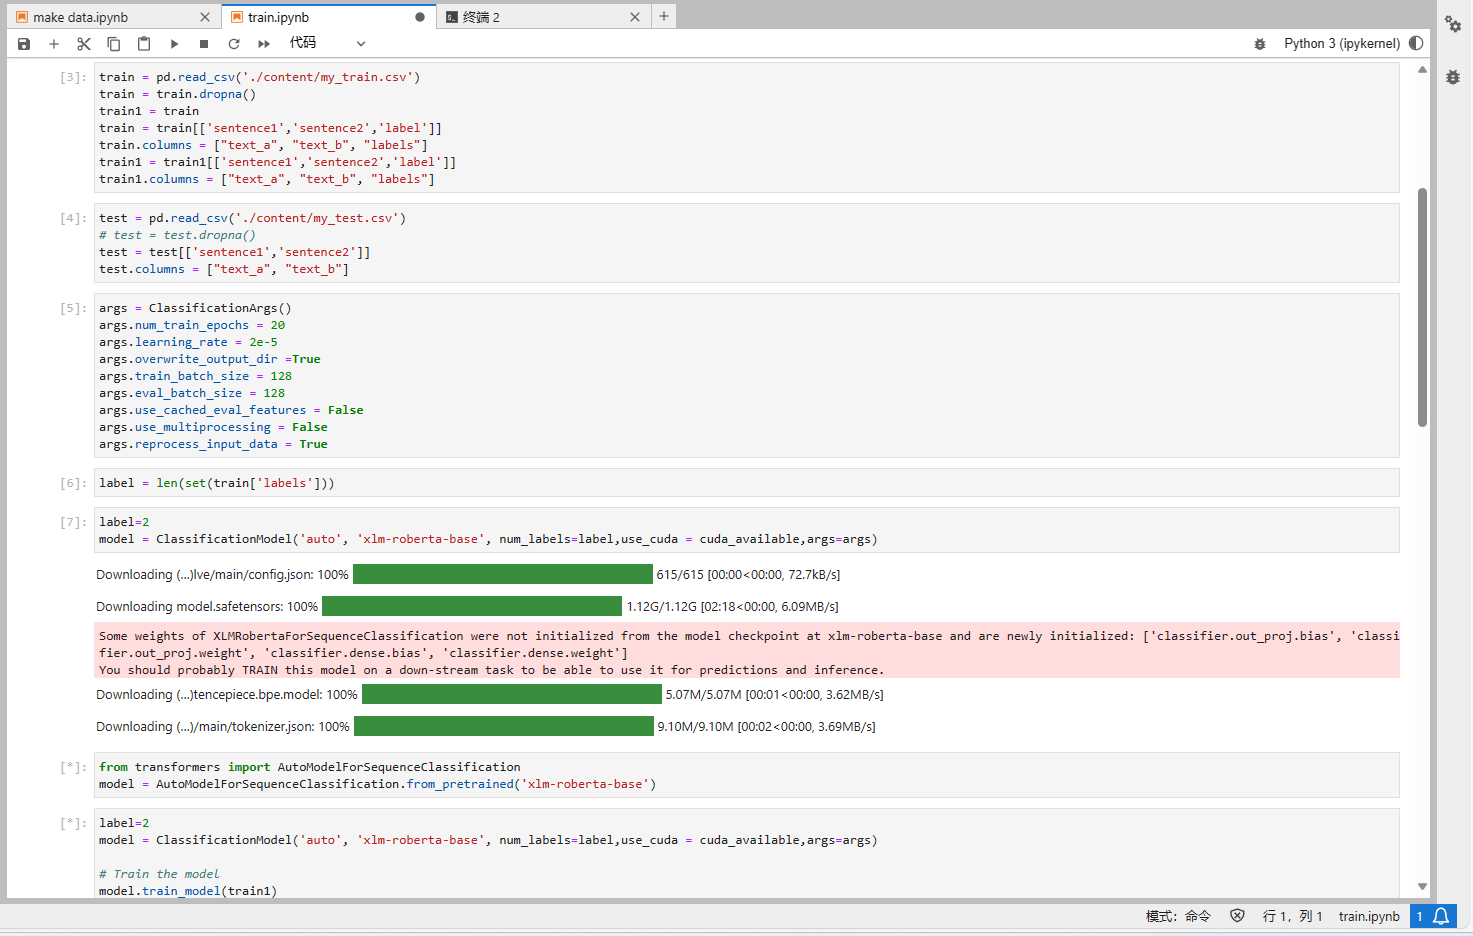 make data.ipynb
train.ipynb
终端 2
代码
Python 3 (ipykernel)
[3]:
train = pd.read_csv('./content/my_train.csv')
train = train.dropna()
train1 = train
train = train[['sentence1','sentence2','label']]
train.columns = ["text_a", "text_b", "labels"]
train1 = train1[['sentence1','sentence2','label']]
train1.columns = ["text_a", "text_b", "labels"]
[4]:
test = pd.read_csv('./content/my_test.csv')
# test = test.dropna()
test = test[['sentence1','sentence2']]
test.columns = ["text_a", "text_b"]
[5]:
args = ClassificationArgs()
args.num_train_epochs = 20
args.learning_rate = 2e-5
args.overwrite_output_dir =True
args.train_batch_size = 128
args.eval_batch_size = 128
args.use_cached_eval_features = False
args.use_multiprocessing = False
args.reprocess_input_data = True
[6]:
label = len(set(train['labels']))
[7]:
label=2
model = ClassificationModel('auto', 'xlm-roberta-base', num_labels=label,use_cuda = cuda_available,args=args)
Downloading (…)lve/main/config.json: 100% 615/615 [00:00<00:00, 72.7kB/s]
Downloading model.safetensors: 100% 1.12G/1.12G [02:18<00:00, 6.09MB/s]
Some weights of XLMRobertaForSequenceClassification were not initialized from the model checkpoint at xlm-roberta-base and are newly initialized: ['classifier.out_proj.bias', 'classi
fier.out_proj.weight', 'classifier.dense.bias', 'classifier.dense.weight']
You should probably TRAIN this model on a down-stream task to be able to use it for predictions and inference.
Downloading (…)tencepiece.bpe.model: 100% 5.07M/5.07M [00:01<00:00, 3.62MB/s]
Downloading (…)/main/tokenizer.json: 100% 9.10M/9.10M [00:02<00:00, 3.69MB/s]
[*]:
from transformers import AutoModelForSequenceClassification
model = AutoModelForSequenceClassification.from_pretrained('xlm-roberta-base')
[*]:
label=2
model = ClassificationModel('auto', 'xlm-roberta-base', num_labels=label,use_cuda = cuda_available,args=args)
# Train the model
model.train_model(train1)
模式: 命令 行 1, 列 1 train.ipynb 1